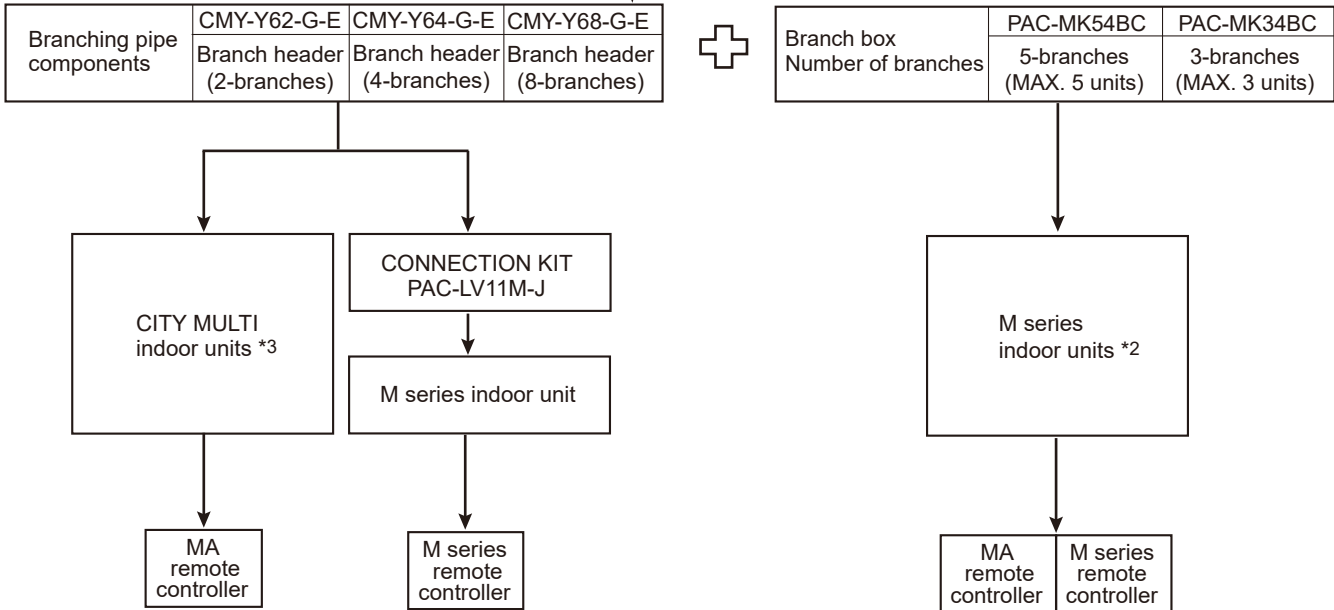 Branching pipe
components
CMY-Y62-G-E
CMY-Y64-G-E
CMY-Y68-G-E
Branch header
(2-branches)
Branch header
(4-branches)
Branch header
(8-branches)
Branch box
Number of branches
PAC-MK54BC
PAC-MK34BC
5-branches
(MAX. 5 units)
3-branches
(MAX. 3 units)
CITY MULTI
indoor units *3
CONNECTION KIT
PAC-LV11M-J
M series indoor unit
M series
indoor units *2
MA
remote
controller
M series
remote
controller
MA
remote
controller
M series
remote
controller